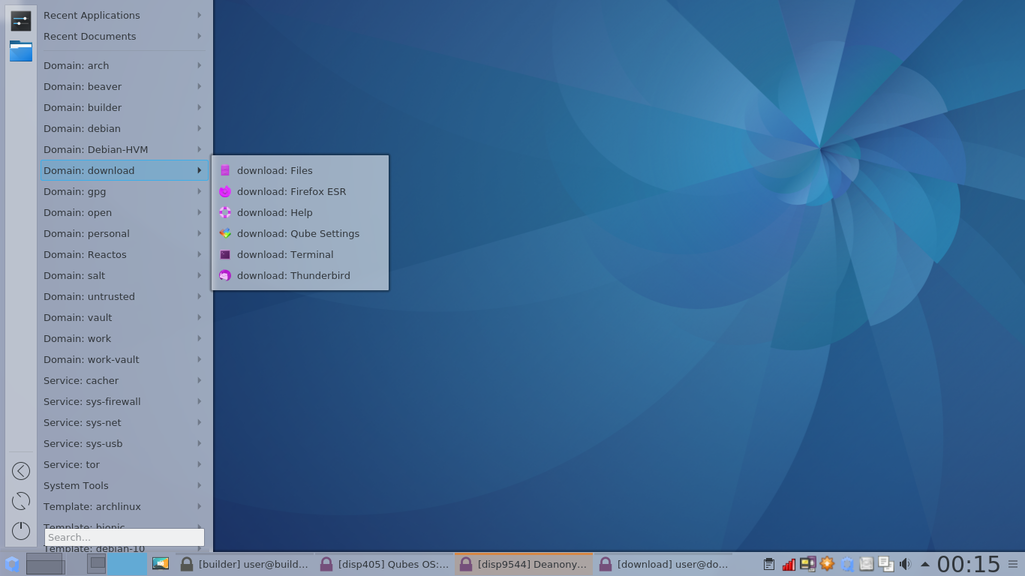 Recent Applications
Recent Documents
Domain: arch
Domain: beaver
Domain: builder
Domain: debian
Domain: Debian-HVM
Domain: download
Domain: gpg
Domain: open
Domain: personal
Domain: Reactos
Domain: salt
Domain: untrusted
Domain: vault
Domain: work
Domain: work-vault
Service: cacher
Service: sys-firewall
Service: sys-net
Service: sys-usb
Service: tor
System Tools
Template: archlinux
Template: bionic
Search...
Template: debian-10
download: Files
download: Firefox ESR
download: Help
download: Qube Settings
download: Terminal
download: Thunderbird
[builder] user@build...
[disp405] Qubes OS:...
[disp9544] Deanony...
[download] user@do...
00:15